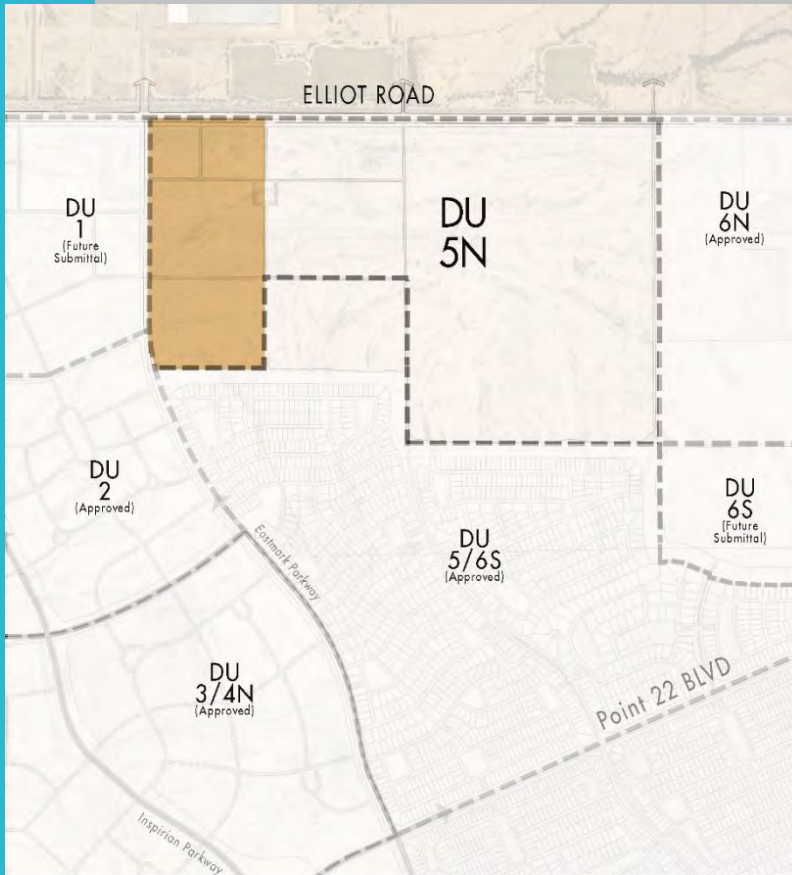 ELLIOT ROAD
DU
1
(Future
Submittal)
DU
5N
DU
6N
(Approved)
DU
2
(Approved)
DU
6S
(Future
Submittal)
DU
5/6S
(Approved)
Eastmark Parkway
DU
3/4N
(Approved)
Point 22 BLVD
Inspirian Parkway